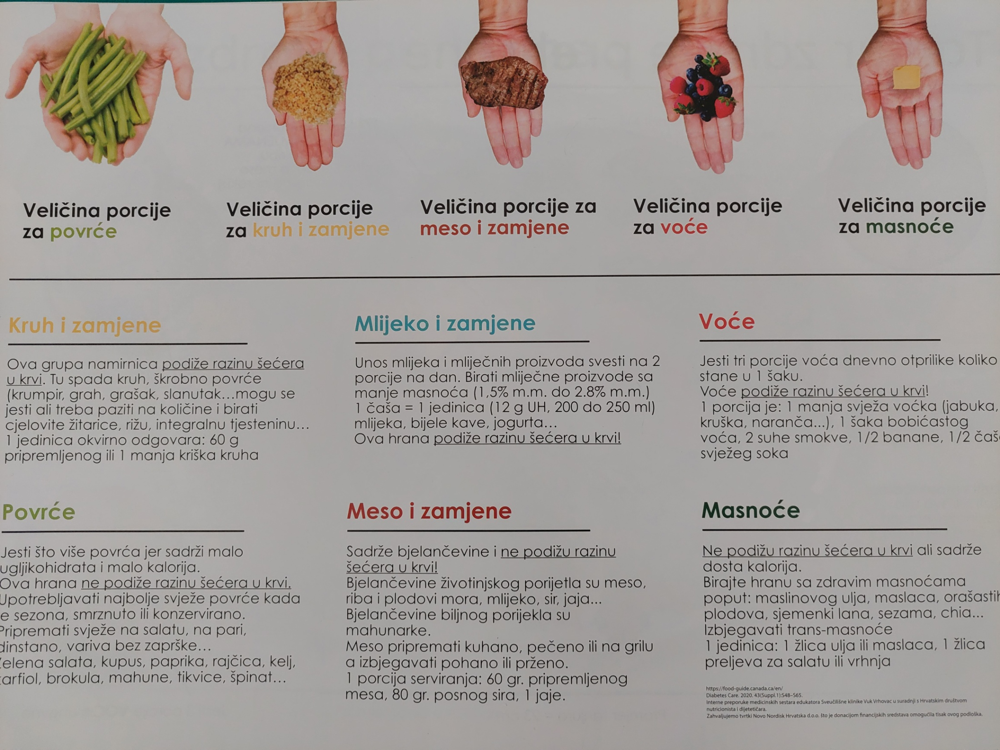 Veličina porcije
za povrće
Veličina porcije
za kruh i zamjene
Veličina porcije za
meso i zamjene
Veličina porcije
za voće
Veličina porcije
za masnoće
Kruh i zamjene
Ova grupa namirnica podiže razinu šećera
u krvi. Tu spada kruh, škrobno povrće
(krumpir, grah, grašak, slanutak...mogu se
jesti ali treba paziti na količine i birati
cjelovite žitarice, rižu, integralnu tjesteninu...
1 jedinica okvirno odgovara: 60 g
pripremljenog ili 1 manja kriška kruha
Mlijeko i zamjene
Unos mlijeka i mliječnih proizvoda svesti na 2
porcije na dan. Birati mliječne proizvode sa
manje masnoća (1,5% m.m. do 2.8% m.m.)
1 čaša = 1 jedinica (12 g UH, 200 do 250 ml)
mlijeka, bijele kave, jogurta...
Ova hrana podiže razinu šećera u krvi!
Voće
Jesti tri porcije voća dnevno otprilike koliko
stane u 1 šaku.
Voće podiže razinu šećera u krvi!
1 porcija je: 1 manja svježa voćka (jabuka,
kruška, naranča...), 1 šaka bobićastog
voća, 2 suhe smokve, 1/2 banane, 1/2
svježeg soka
Povrće
Jesti što više povrća jer sadrži malo
ugljikohidrata i malo kalorija.
Ova hrana ne podiže razinu šećera u krvi.
Upotrebljavati najbolje svježe povrće kada
sezona, smrznuto ili konzervirano.
Pripremati svježe na salatu, na pari,
dinstano, variva bez zaprške...
salata, kupus, paprika, rajčica, kelj,
brokula, mahune, tikvice, špinat...
Meso i zamjene
Sadrže bjelančevine i ne podižu razinu
šećera u krvi!
Bjelančevine životinjskog porijetla su meso,
riba i plodovi mora, mlijeko, sir, jaja...
Bjelančevine biljnog porijekla su
mahunarke.
Meso pripremati kuhano, pečeno ili na grilu
a izbjegavati pohano ili prženo.
1 porcija serviranja: 60 gr. pripremljenog
mesa, 80 gr. posnog sira, 1 jaje.
Masnoće
Ne podižu razinu šećera u krvi ali sadrže
dosta kalorija.
Birajte hranu sa zdravim masnoćama
poput: maslinovog ulja, maslaca, orašastih
plodova, sjemenki lana, sezama, chia...
Izbjegavati trans-masnoće
1 jedinica: 1 žlica ulja ili maslaca, 1 žlica
preljeva za salatu ili vrhnja
https://food-guide.canada.ca/en/
Diabetes Care. 2020. 43(Suppl.1):S48–S65.
Interne preporuke medicinskih sestara edukatora Sveučilišne klinike Vuk Vrhovac u suradnji s Hrvatskim društvom
nutricionista i dijetetičara.
Zahvaljujemo tvrtki Novo Nordisk Hrvatska d.o.o. što je donacijom financijskih sredstava omogućila tisak ovog podloška.